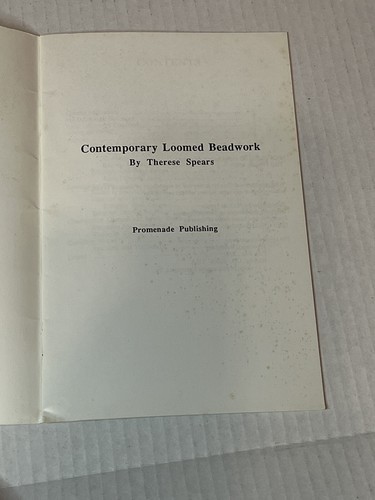 Contemporary Loomed Beadwork
By Therese Spears
Promenade Publishing